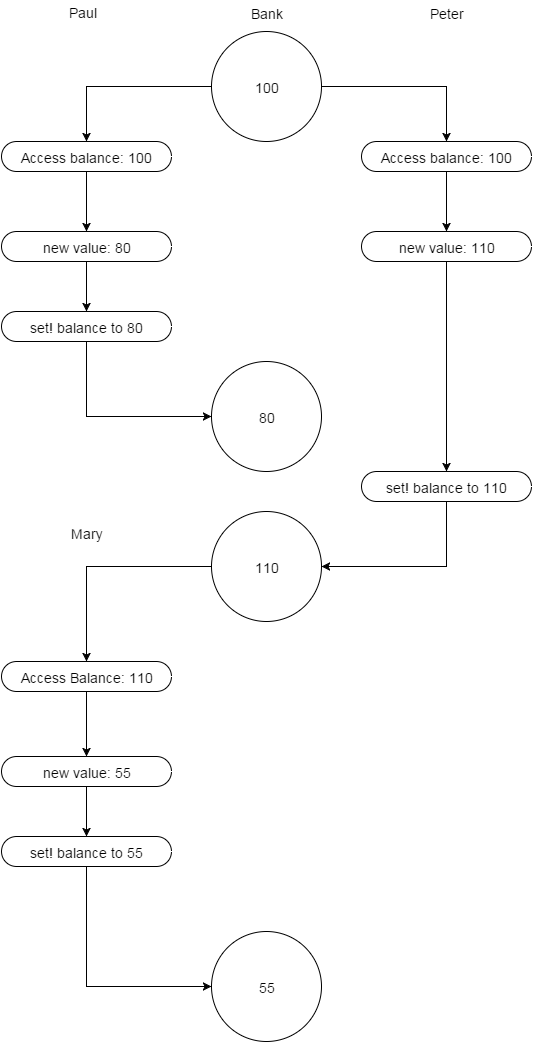 Paul
Bank
Peter
100
Access balance: 100
Access balance: 100
new value: 80
new value: 110
set! balance to 80
80
set! balance to 110
Mary
110
Access Balance: 110
new value: 55
set! balance to 55
55